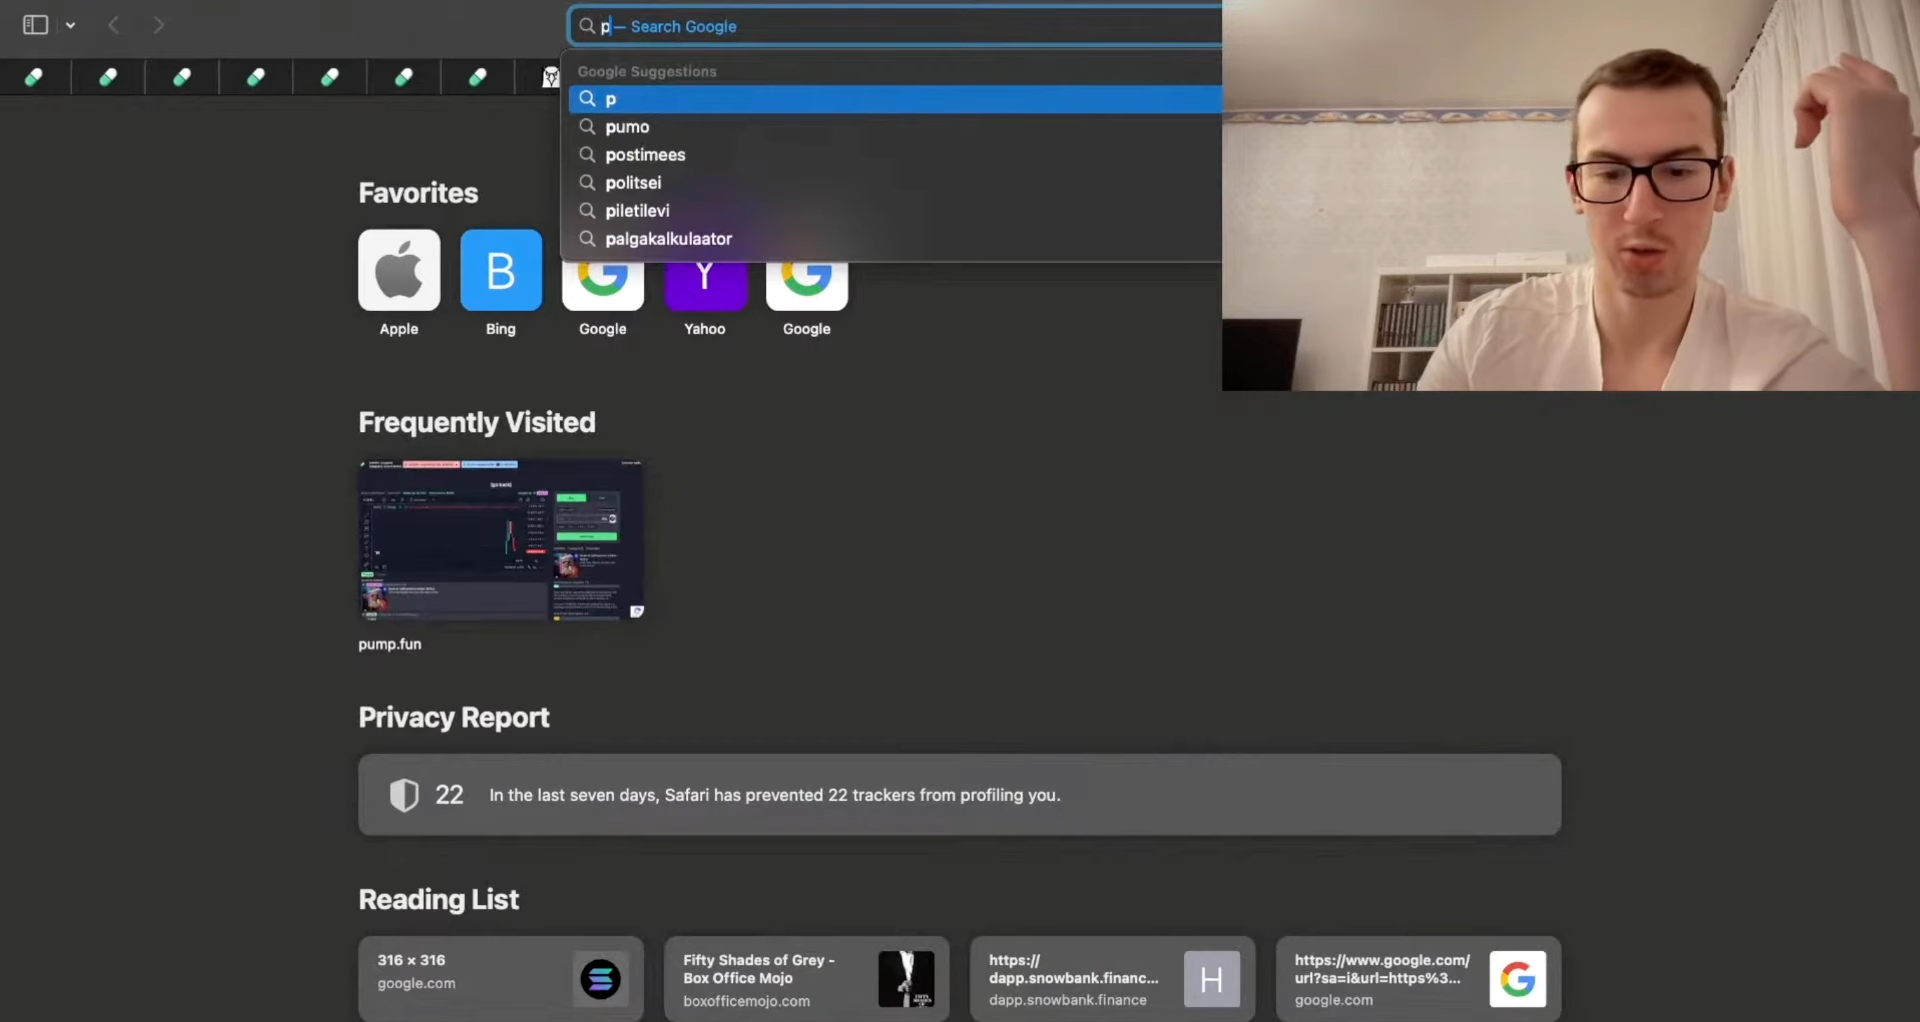 p — Search Google
Google Suggestions
p
pumo
postimees
politsei
piletilevi
palgakalkulaator
Favorites
B
Y
Apple
Bing
Google
Yahoo
Google
Frequently Visited
pump.fun
Privacy Report
22
In the last seven days, Safari has prevented 22 trackers from profiling you.
Reading List
316 × 316
google.com
Fifty Shades of Grey -
Box Office Mojo
boxofficemojo.com
https://
dapp.snowbank.financ...
dapp.snowbank.finance
H
https://www.google.com/
url?sa=i&url=https%3...
google.com